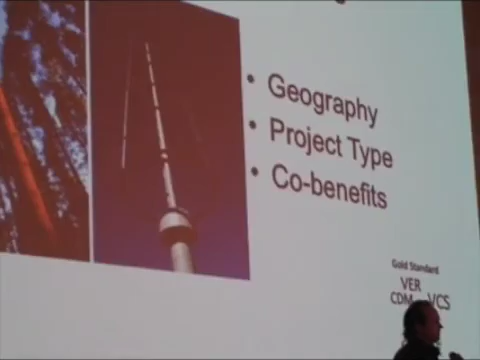 • Geography
• Project Type
• Co-benefits
Gold Standard
VER
CDM VCS